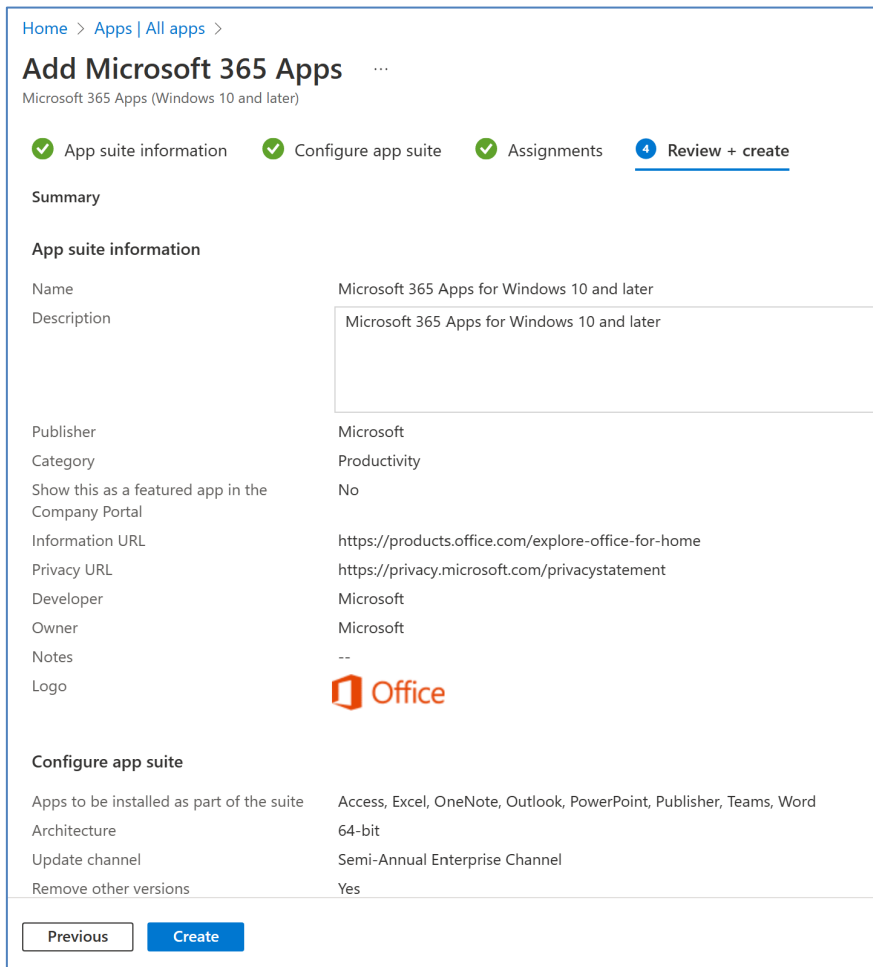 Home > Apps | All apps >
Add Microsoft 365 Apps ...
Microsoft 365 Apps (Windows 10 and later)
App suite information Configure app suite Assignments 4 Review + create
Summary
App suite information
Name Microsoft 365 Apps for Windows 10 and later
Description Microsoft 365 Apps for Windows 10 and later
Publisher Microsoft
Category Productivity
Show this as a featured app in the No
Company Portal
Information URL https://products.office.com/explore-office-for-home
Privacy URL https://privacy.microsoft.com/privacystatement
Developer Microsoft
Owner Microsoft
Notes --
Logo Office
Configure app suite
Apps to be installed as part of the suite Access, Excel, OneNote, Outlook, PowerPoint, Publisher, Teams, Word
Architecture 64-bit
Update channel Semi-Annual Enterprise Channel
Remove other versions Yes
Previous Create